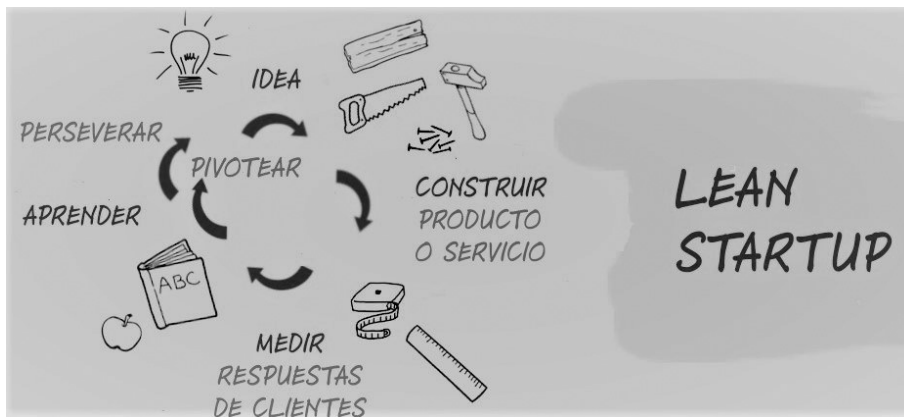 IDEA
PERSEVERAR
PIVOTEAR
APRENDER
CONSTRUIR
PRODUCTO
O SERVICIO
ABC
MEDIR
RESPUESTAS
DE CLIENTES
LEAN
STARTUP